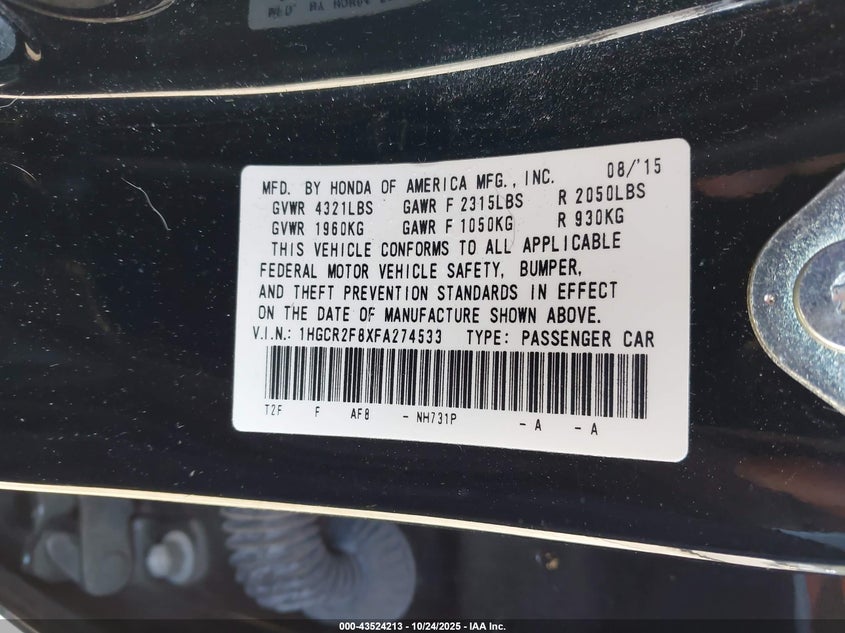 MFD. BY HONDA OF AMERICA MFG., INC. 08/'15
GVWR 4321LBS GAWR F 2315LBS R 2050LBS
GVWR 1960KG GAWR F 1050KG R 930KG
THIS VEHICLE CONFORMS TO ALL APPLICABLE
FEDERAL MOTOR VEHICLE SAFETY, BUMPER,
AND THEFT PREVENTION STANDARDS IN EFFECT
ON THE DATE OF MANUFACTURE SHOWN ABOVE.
V.I.N.: 1HGCR2F8XFA274533 TYPE: PASSENGER CAR
T2F F AF8 - NH731P - A - A
000-43524213 - 10/24/2025 - IAA Inc.